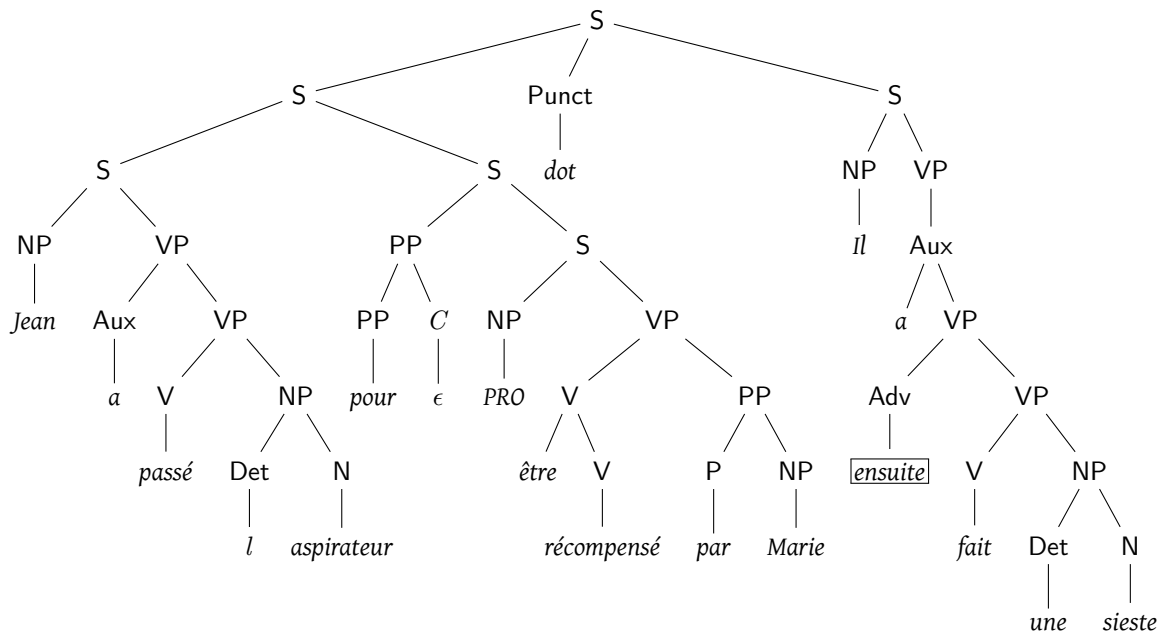 S
S Punct S
S S dot NP VP
NP VP PP S Il Aux
Jean Aux VP PP C NP VP a VP
a V NP pour ϵ PRO V PP Adv VP
passé Det N être V P NP ensuite V NP
l aspirateur récompensé par Marie fait Det N
une sieste